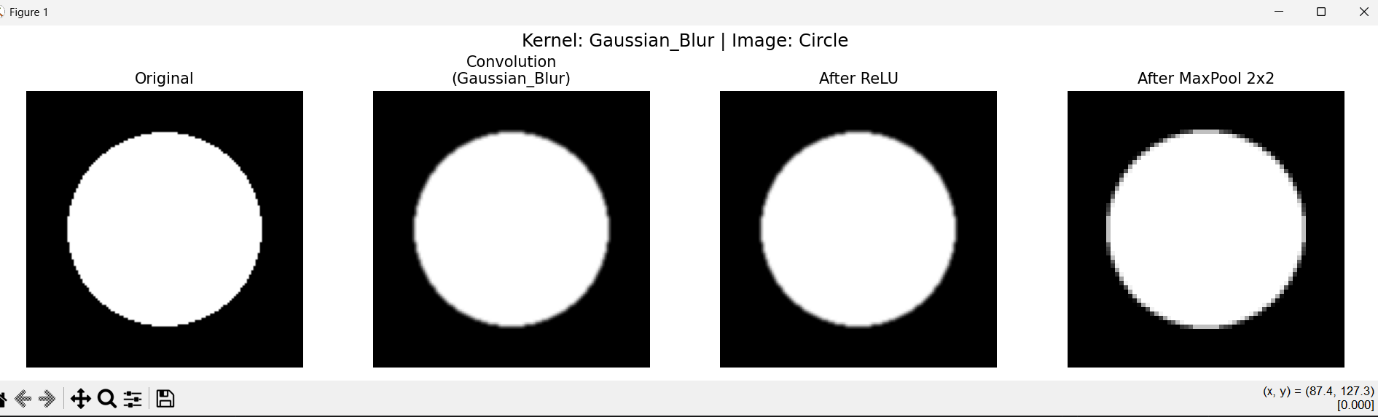 Figure 1
Kernel: Gaussian_Blur | Image: Circle
Original
Convolution
(Gaussian_Blur)
After ReLU
After MaxPool 2x2
(x, y) = (87.4, 127.3)
[0.000]